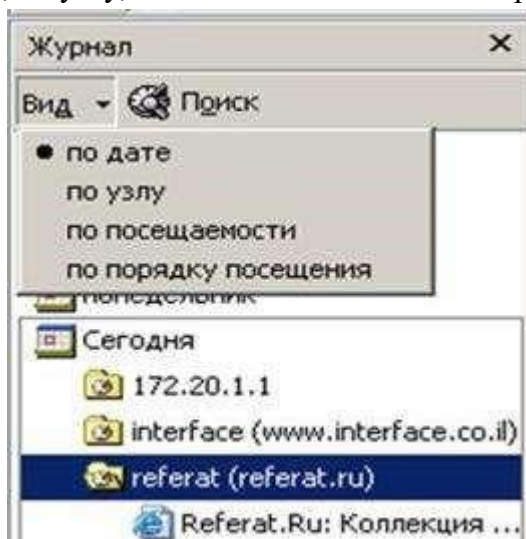 Журнал
Вид Поиск
по дате
по узлу
по посещаемости
по порядку посещения
понедельник
Сегодня
172.20.1.1
interface (www.interface.co.il)
referat (referat.ru)
Referat.Ru: Коллекция ...